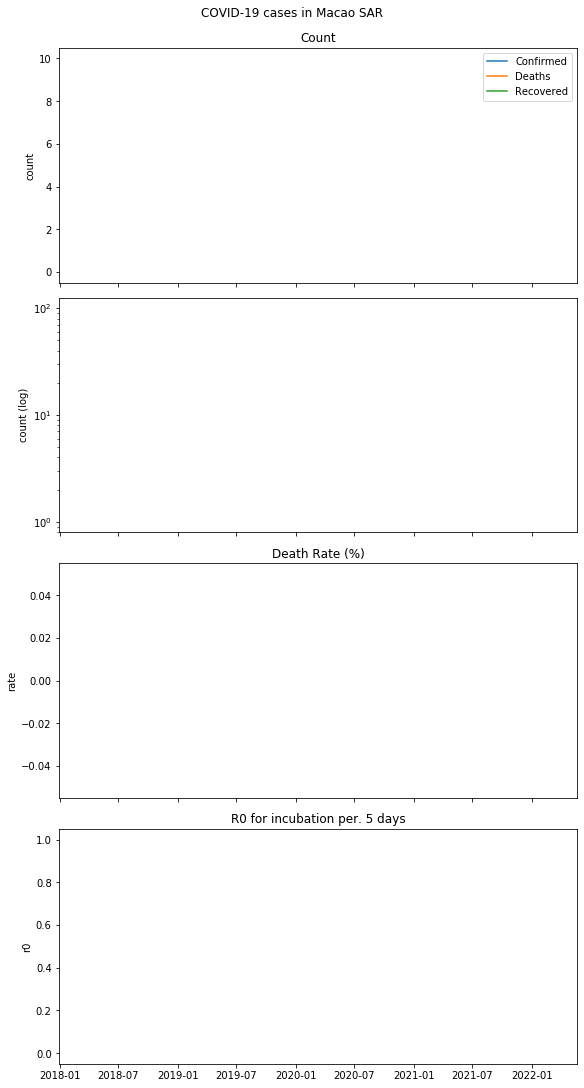 COVID-19 cases in Macao SAR
Count
Confirmed
Deaths
Recovered
count
10
8
6
4
2
0
count (log)
10²
10¹
10⁰
Death Rate (%)
rate
0.04
0.02
0.00
−0.02
−0.04
R0 for incubation per. 5 days
r0
1.0
0.8
0.6
0.4
0.2
0.0
2018-01 2018-07 2019-01 2019-07 2020-01 2020-07 2021-01 2021-07 2022-01